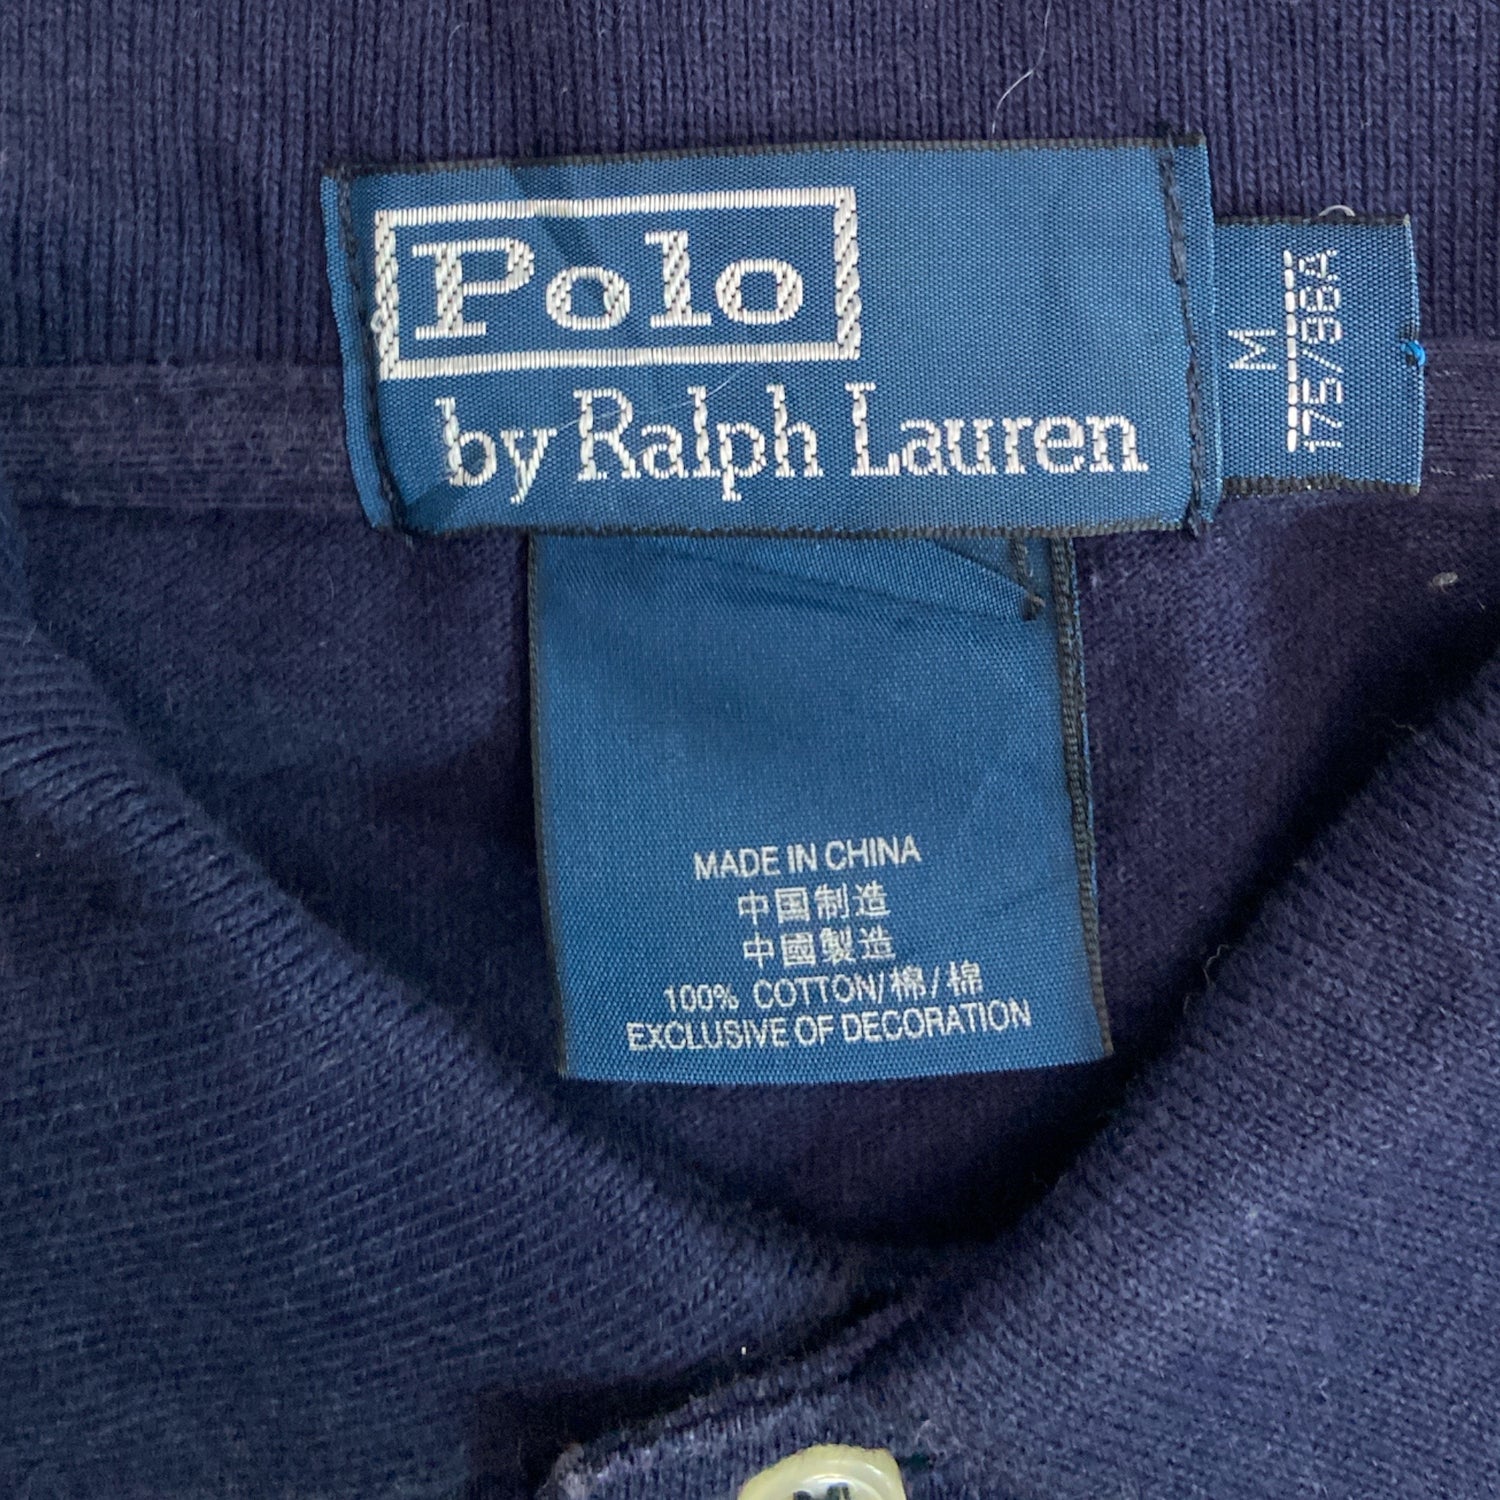 Polo
by Ralph Lauren
M
175/98A
MADE IN CHINA
中国制造
中國製造
100% COTTON/棉/棉
EXCLUSIVE OF DECORATION